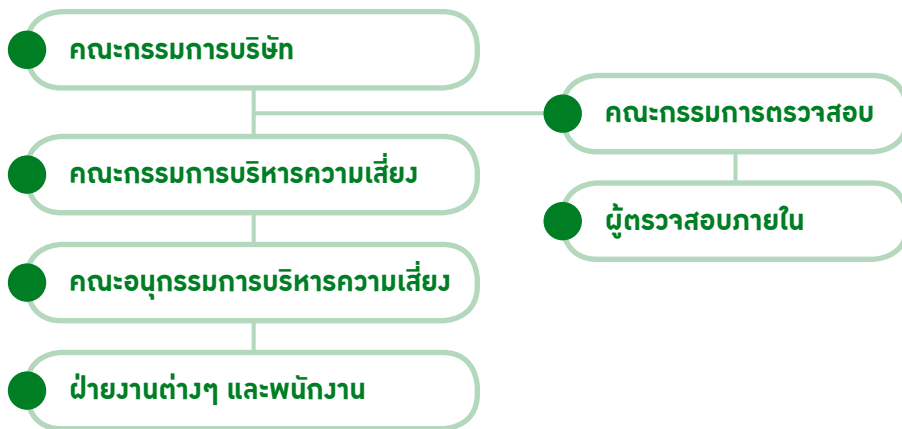 คณะกรรมการบริษัท
คณะกรรมการตรวจสอบ
คณะกรรมการบริหารความเสี่ยง
ผู้ตรวจสอบภายใน
คณะอนุกรรมการบริหารความเสี่ยง
ฝ่ายงานต่างๆ และพนักงาน